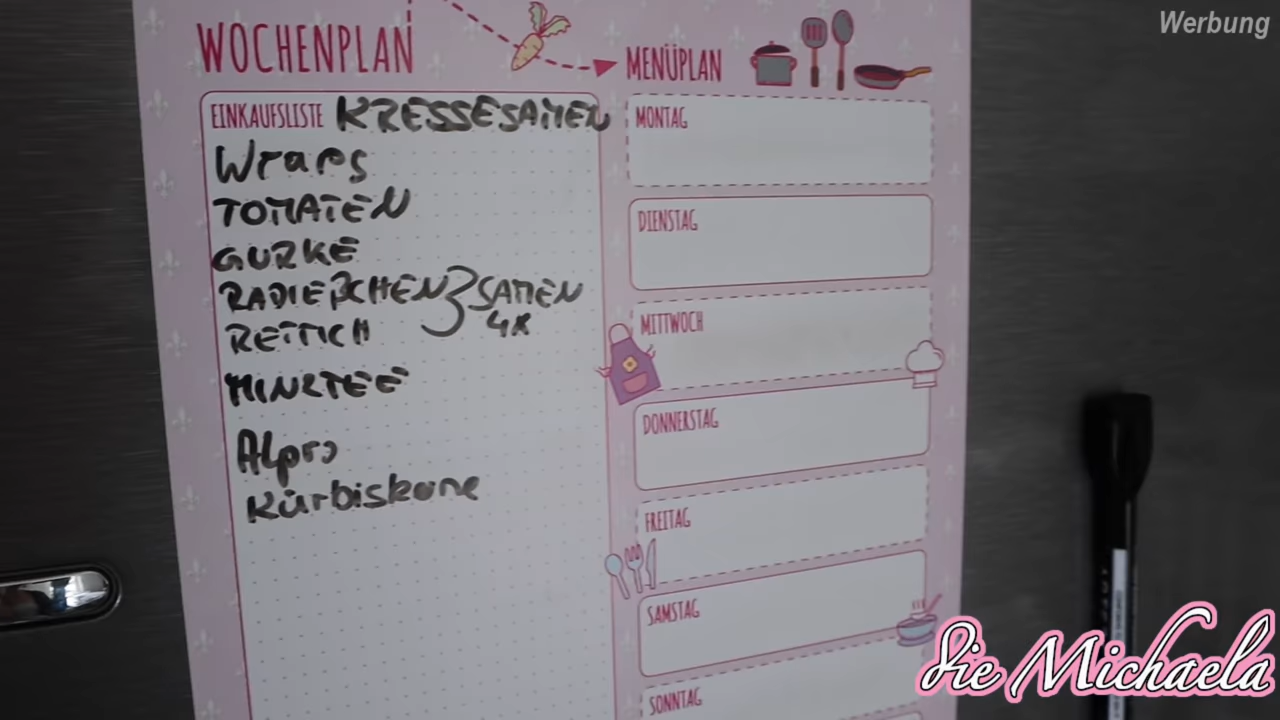 Werbung
WOCHENPLAN
EINKAUFSLISTE KRESSESAMEN
Wraps
TOMATEN
GURKE
RADIEßCHEN } SAMEN
RETTICH 4x
MINZTEE
Alpro
Kürbiskerne
MENÜPLAN
MONTAG
DIENSTAG
MITTWOCH
DONNERSTAG
FREITAG
SAMSTAG
SONNTAG
Die Michaela